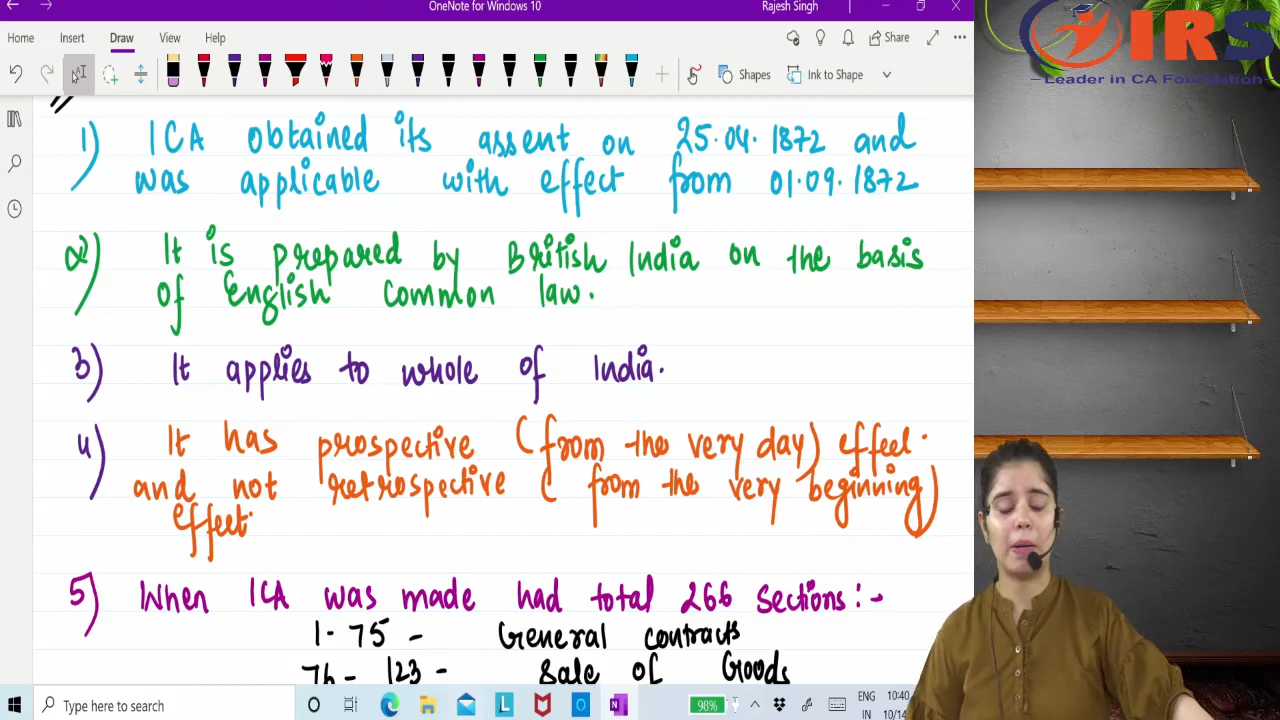 OneNote for Windows 10
Rajesh Singh
Home Insert Draw View Help
Share
Shapes
Ink to Shape
IRS
Leader in CA Foundation
1) ICA obtained its assent on 25.04.1872 and
was applicable with effect from 01.09.1872
2) It is prepared by British India on the basis
of English Common law.
3) It applies to whole of India.
4) It has prospective (from the very day) effect.
and not retrospective (from the very beginning)
effect.
5) When ICA was made had total 266 sections:-
1-75 - General contracts
76-123 - Sale of Goods
Type here to search
98%
ENG
IN
10:40
10/14